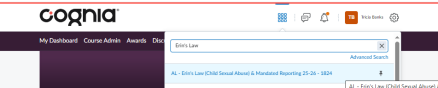 cognia
TB Tricia Banks
My Dashboard Course Admin Awards Disc
Erin's Law
Advanced Search
AL - Erin's Law (Child Sexual Abuse) & Mandated Reporting 25-26 - 1824
AL - Erin's Law (Child Sexual Abuse)